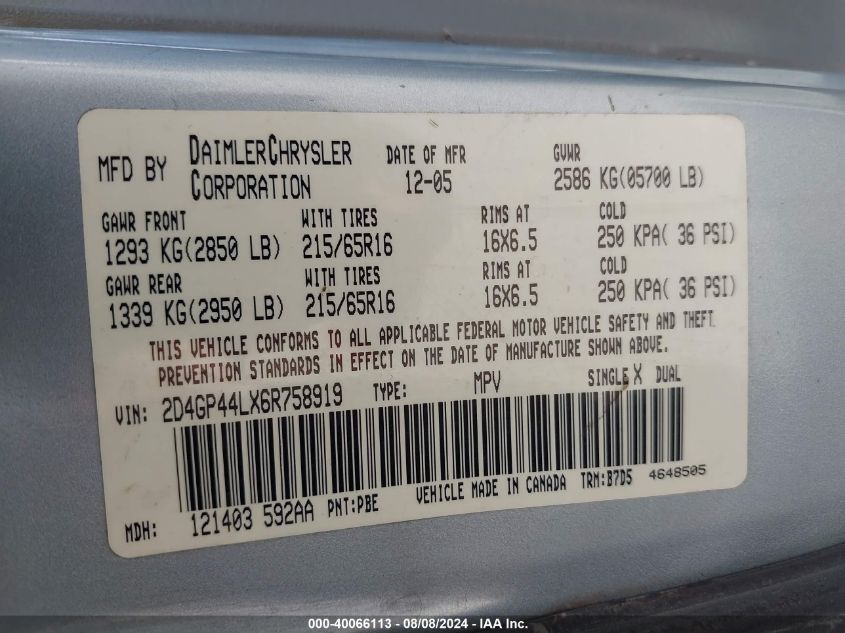 MFD BY DAIMLERCHRYSLER CORPORATION DATE OF MFR 12-05 GVWR 2586 KG(05700 LB)
GAWR FRONT WITH TIRES RIMS AT COLD
1293 KG(2850 LB) 215/65R16 16X6.5 250 KPA( 36 PSI)
GAWR REAR WITH TIRES RIMS AT COLD
1339 KG(2950 LB) 215/65R16 16X6.5 250 KPA( 36 PSI)
THIS VEHICLE CONFORMS TO ALL APPLICABLE FEDERAL MOTOR VEHICLE SAFETY AND THEFT
PREVENTION STANDARDS IN EFFECT ON THE DATE OF MANUFACTURE SHOWN ABOVE.
VIN: 2D4GP44LX6R758919 TYPE: MPV SINGLE X DUAL
MDH: 121403 592AA PNT:PBE VEHICLE MADE IN CANADA TRM:B7D5 4648505
000-40066113 - 08/08/2024 - IAA Inc.